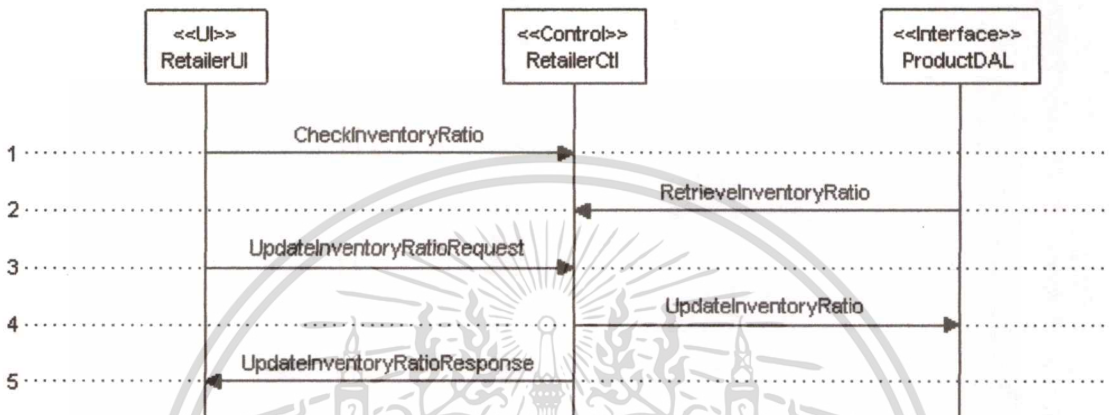 <<UI>>
RetailerUI
<<Control>>
RetailerCtl
<<Interface>>
ProductDAL
1 CheckInventoryRatio
2 RetrieveInventoryRatio
3 UpdateInventoryRatioRequest
4 UpdateInventoryRatio
5 UpdateInventoryRatioResponse